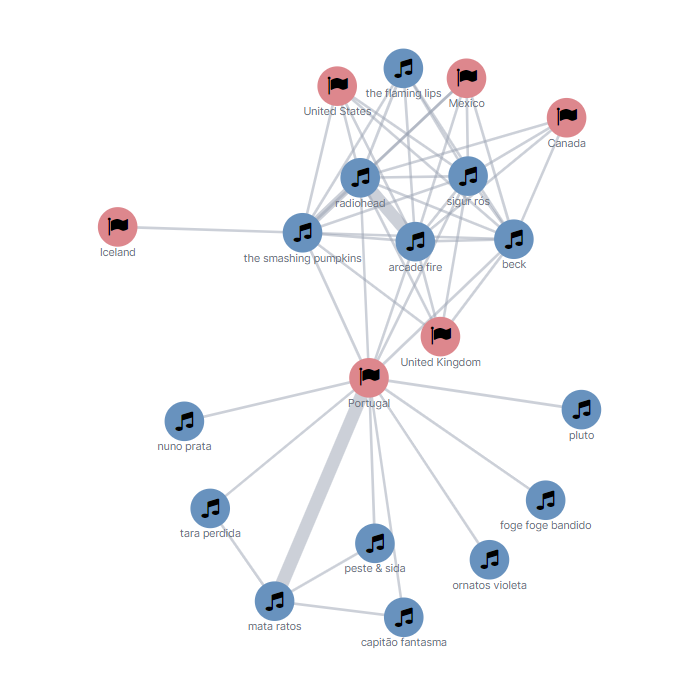 the flaming lips
United States
Mexico
Canada
radiohead
sigur rós
Iceland
the smashing pumpkins
arcade fire
beck
United Kingdom
Portugal
nuno prata
pluto
tara perdida
foge foge bandido
peste & sida
ornatos violeta
mata ratos
capitão fantasma